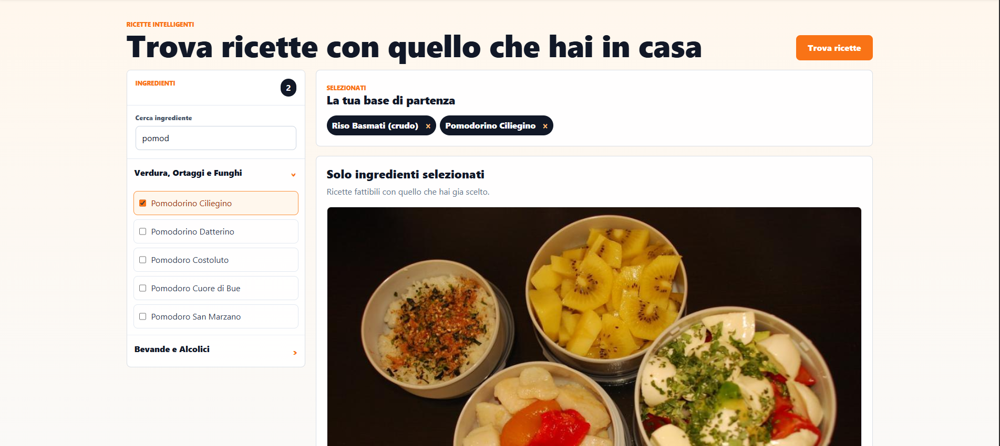 RICETTE INTELLIGENTI
Trova ricette con quello che hai in casa
Trova ricette
INGREDIENTI
2
Cerca ingrediente
pomod
Verdura, Ortaggi e Funghi
Pomodorino Ciliegino
Pomodorino Datterino
Pomodoro Costoluto
Pomodoro Cuore di Bue
Pomodoro San Marzano
Bevande e Alcolici
SELEZIONATI
La tua base di partenza
Riso Basmati (crudo) ×
Pomodorino Ciliegino ×
Solo ingredienti selezionati
Ricette fattibili con quello che hai gia scelto.